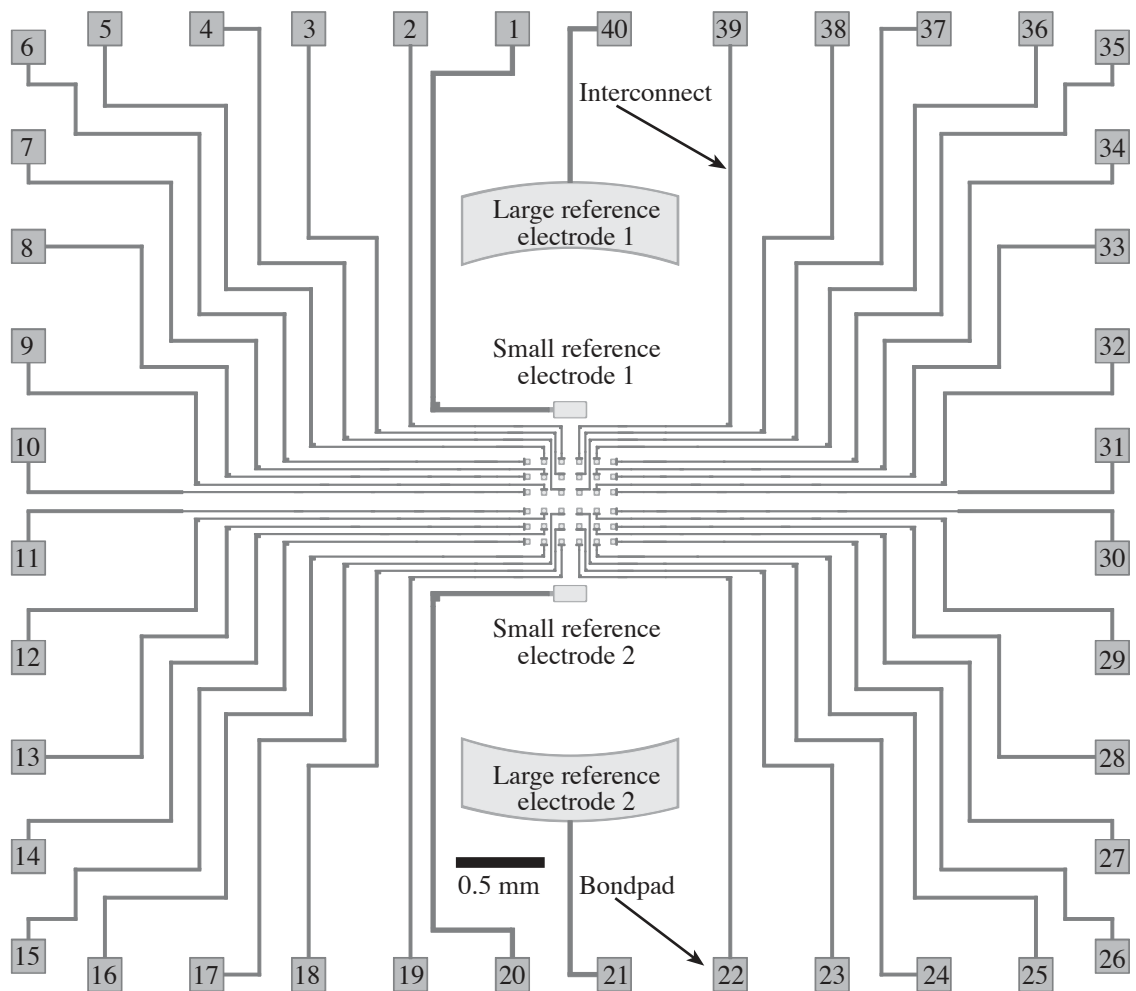 5 4 3 2 1 40 39 38 37 36
6 35
Interconnect
7 34
Large reference
electrode 1
8 33
9 32
Small reference
electrode 1
10 31
11 30
12 29
Small reference
electrode 2
13 28
Large reference
electrode 2
14 27
0.5 mm
Bondpad
15 26
16 17 18 19 20 21 22 23 24 25